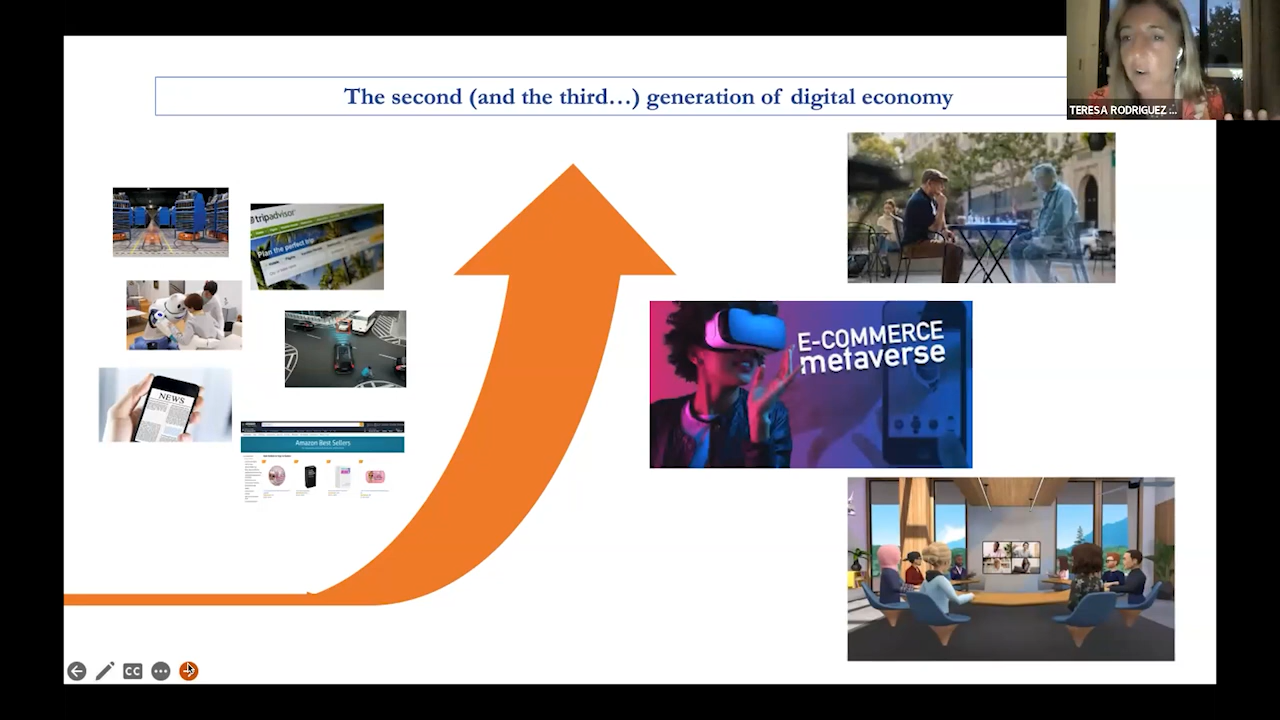 The second (and the third…) generation of digital economy
TERESA RODRIGUEZ ...
tripadvisor
Plan the perfect trip
NEWS
Amazon Best Sellers
E-COMMERCE
metaverse
CC